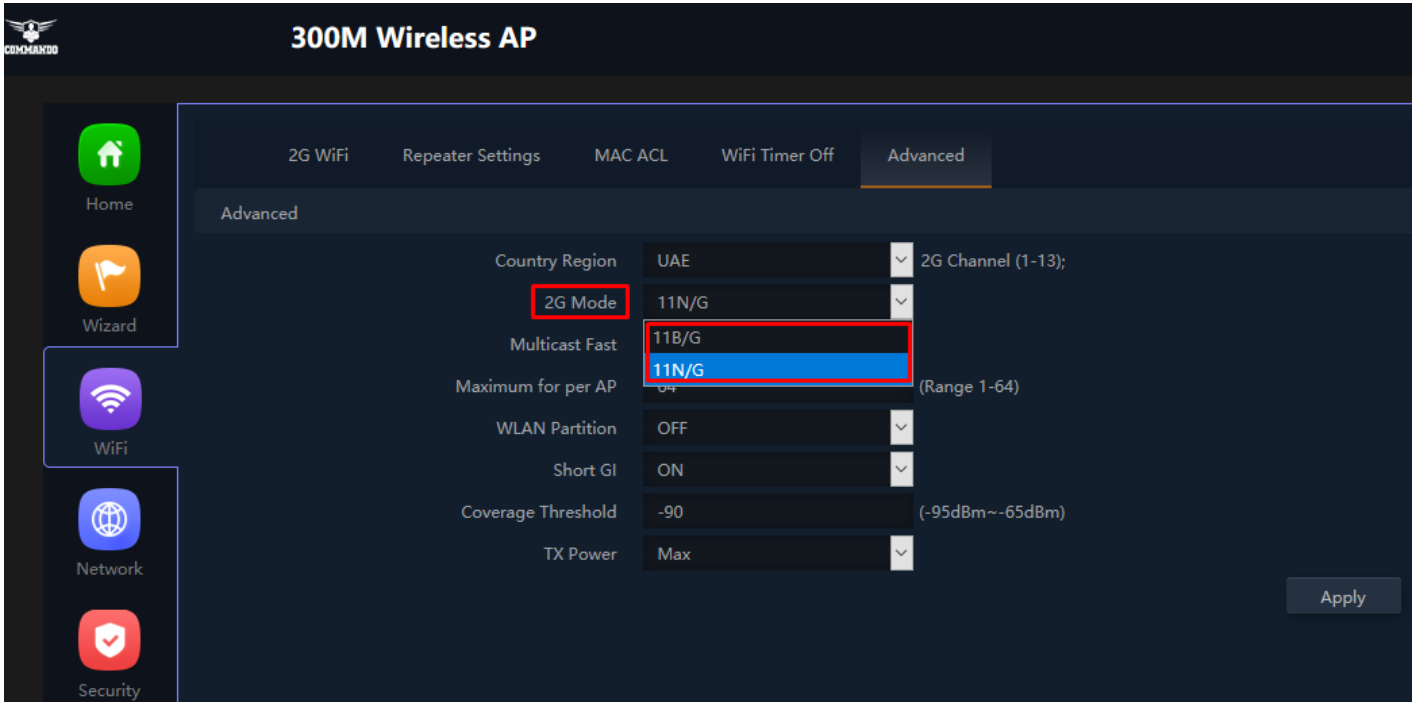 COMMANDO
300M Wireless AP
2G WiFi Repeater Settings MAC ACL WiFi Timer Off Advanced
Advanced
Home
Wizard
WiFi
Network
Security
Country Region UAE 2G Channel (1-13);
2G Mode 11N/G
11B/G
11N/G
Multicast Fast
Maximum for per AP 64 (Range 1-64)
WLAN Partition OFF
Short GI ON
Coverage Threshold -90 (-95dBm~-65dBm)
TX Power Max
Apply